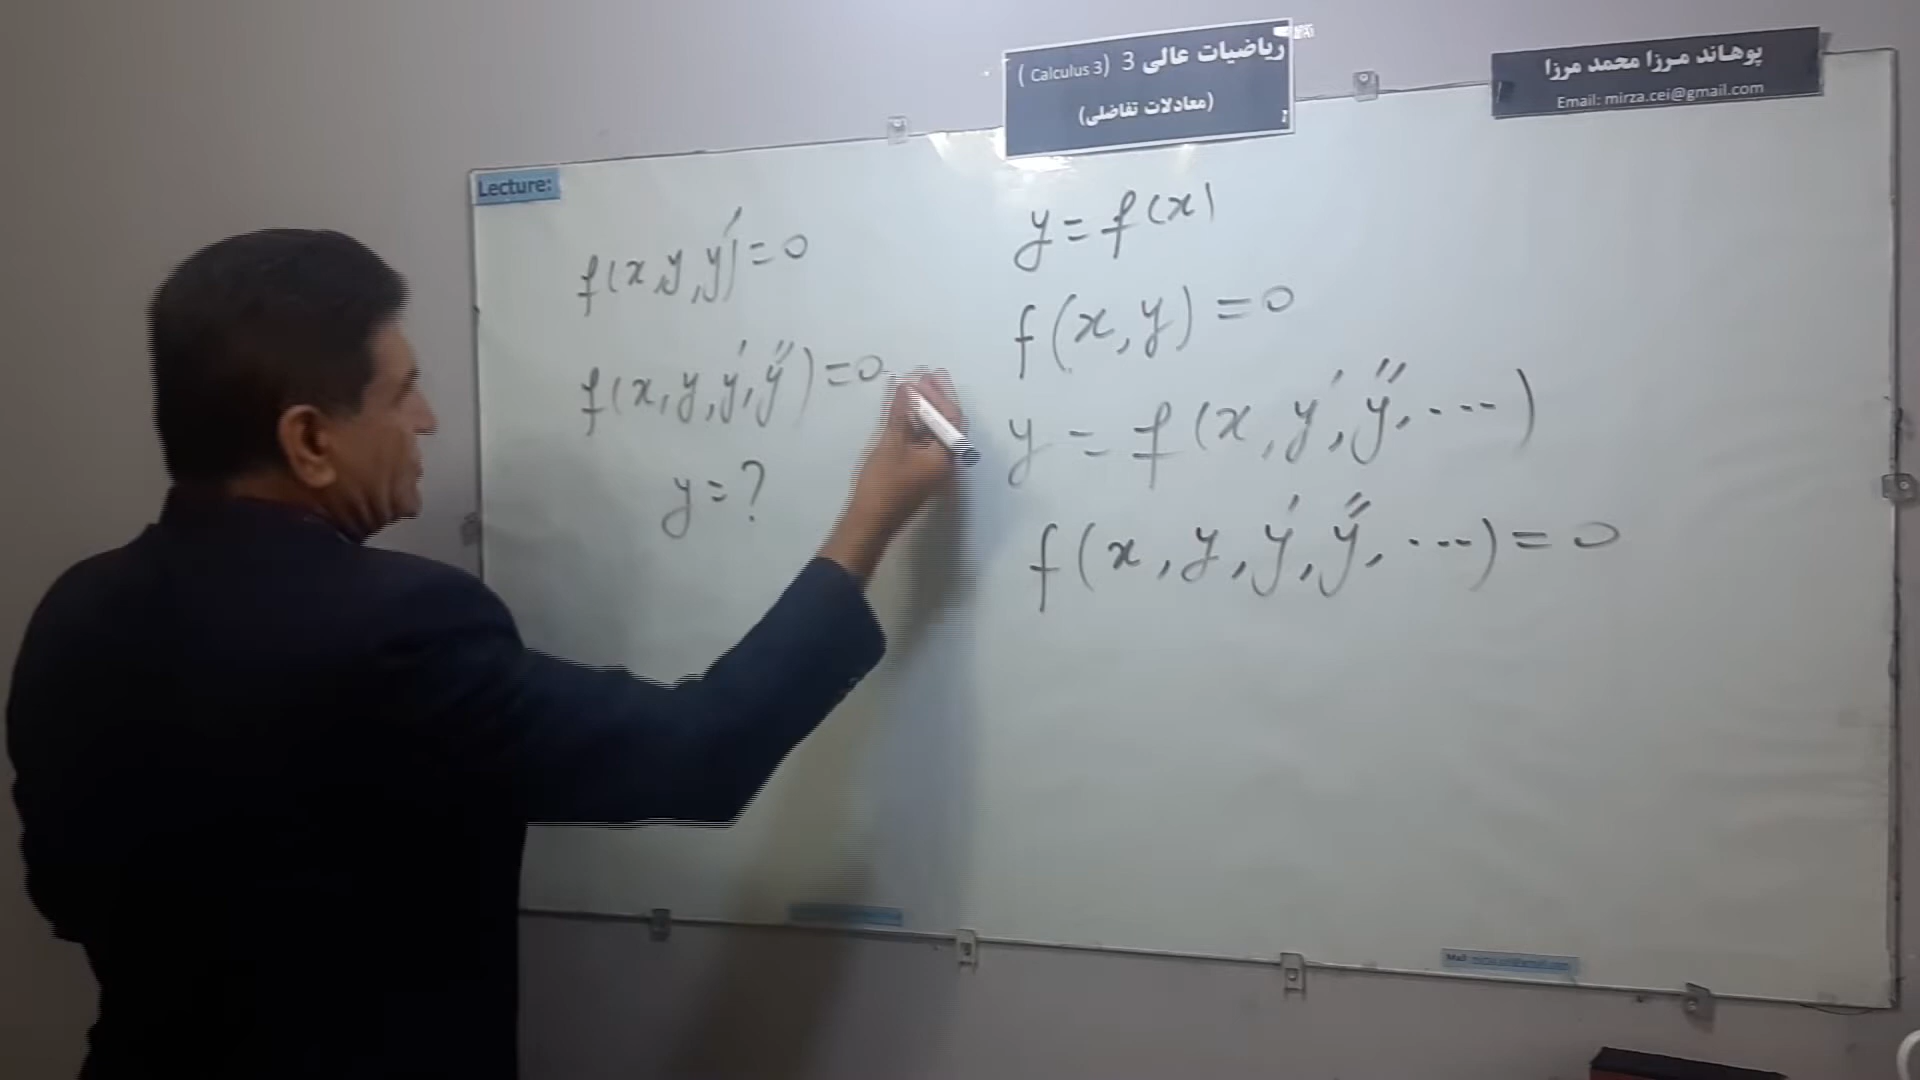 ریاضیات عالی 3 (Calculus 3)
(معادلات تفاضلی)
پوهاند مرزا محمد مرزا
Email: mirza.cei@gmail.com
Lecture:
f(x,y,y')=0
f(x,y,y',y'')=0
y=?
y=f(x)
f(x,y)=0
y=f(x,y',y'',...)
f(x,y,y',y'',...)=0
Mail